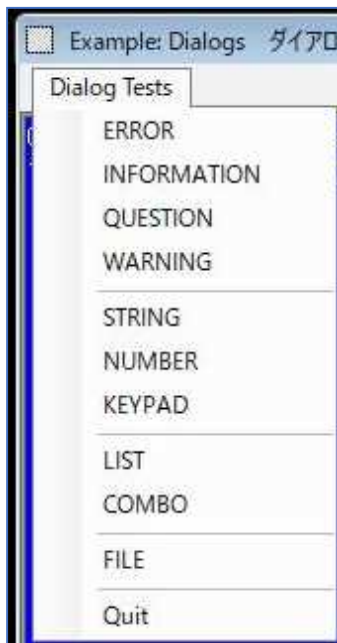 Example: Dialogs ダイアロ
Dialog Tests
ERROR
INFORMATION
QUESTION
WARNING
STRING
NUMBER
KEYPAD
LIST
COMBO
FILE
Quit